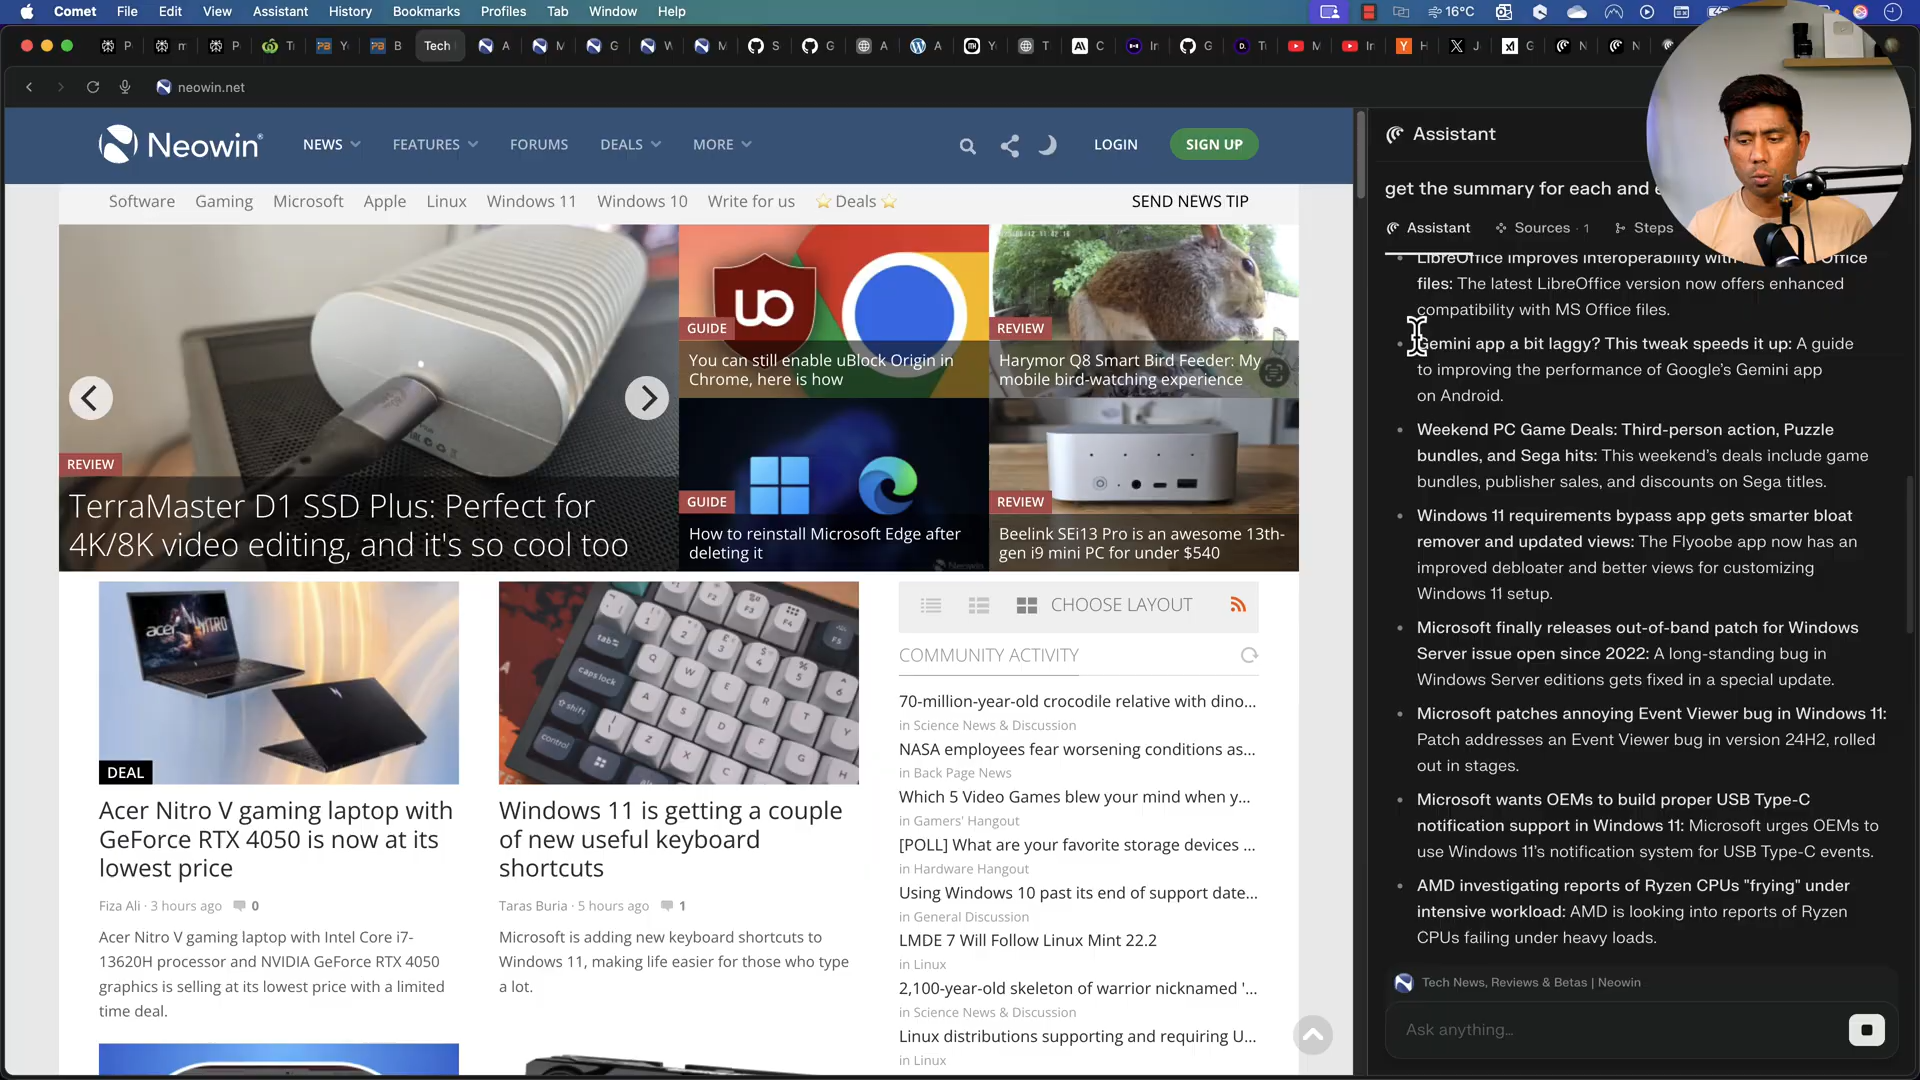 Comet File Edit View Assistant History Bookmarks Profiles Tab Window Help
16°C
Tech
neowin.net
Neowin
NEWS FEATURES FORUMS DEALS MORE
LOGIN SIGN UP
Software Gaming Microsoft Apple Linux Windows 11 Windows 10 Write for us Deals
SEND NEWS TIP
REVIEW
TerraMaster D1 SSD Plus: Perfect for
4K/8K video editing, and it's so cool too
GUIDE
You can still enable uBlock Origin in
Chrome, here is how
REVIEW
Harymor Q8 Smart Bird Feeder: My
mobile bird-watching experience
GUIDE
How to reinstall Microsoft Edge after
deleting it
REVIEW
Beelink SEi13 Pro is an awesome 13th-
gen i9 mini PC for under $540
DEAL
Acer Nitro V gaming laptop with
GeForce RTX 4050 is now at its
lowest price
Fiza Ali · 3 hours ago 0
Acer Nitro V gaming laptop with Intel Core i7-
13620H processor and NVIDIA GeForce RTX 4050
graphics is selling at its lowest price with a limited
time deal.
Windows 11 is getting a couple
of new useful keyboard
shortcuts
Taras Buria · 5 hours ago 1
Microsoft is adding new keyboard shortcuts to
Windows 11, making life easier for those who type
a lot.
CHOOSE LAYOUT
COMMUNITY ACTIVITY
70-million-year-old crocodile relative with dino...
in Science News & Discussion
NASA employees fear worsening conditions as...
in Back Page News
Which 5 Video Games blew your mind when y...
in Gamers' Hangout
[POLL] What are your favorite storage devices ...
in Hardware Hangout
Using Windows 10 past its end of support date...
in General Discussion
LMDE 7 Will Follow Linux Mint 22.2
in Linux
2,100-year-old skeleton of warrior nicknamed '...
in Science News & Discussion
Linux distributions supporting and requiring U...
in Linux
Assistant
get the summary for each and
Assistant Sources · 1 Steps
LibreOffice improves interoperability with Office
files: The latest LibreOffice version now offers enhanced
compatibility with MS Office files.
Gemini app a bit laggy? This tweak speeds it up: A guide
to improving the performance of Google's Gemini app
on Android.
Weekend PC Game Deals: Third-person action, Puzzle
bundles, and Sega hits: This weekend's deals include game
bundles, publisher sales, and discounts on Sega titles.
Windows 11 requirements bypass app gets smarter bloat
remover and updated views: The Flyoobe app now has an
improved debloater and better views for customizing
Windows 11 setup.
Microsoft finally releases out-of-band patch for Windows
Server issue open since 2022: A long-standing bug in
Windows Server editions gets fixed in a special update.
Microsoft patches annoying Event Viewer bug in Windows 11:
Patch addresses an Event Viewer bug in version 24H2, rolled
out in stages.
Microsoft wants OEMs to build proper USB Type-C
notification support in Windows 11: Microsoft urges OEMs to
use Windows 11's notification system for USB Type-C events.
AMD investigating reports of Ryzen CPUs "frying" under
intensive workload: AMD is looking into reports of Ryzen
CPUs failing under heavy loads.
Tech News, Reviews & Betas | Neowin
Ask anything...